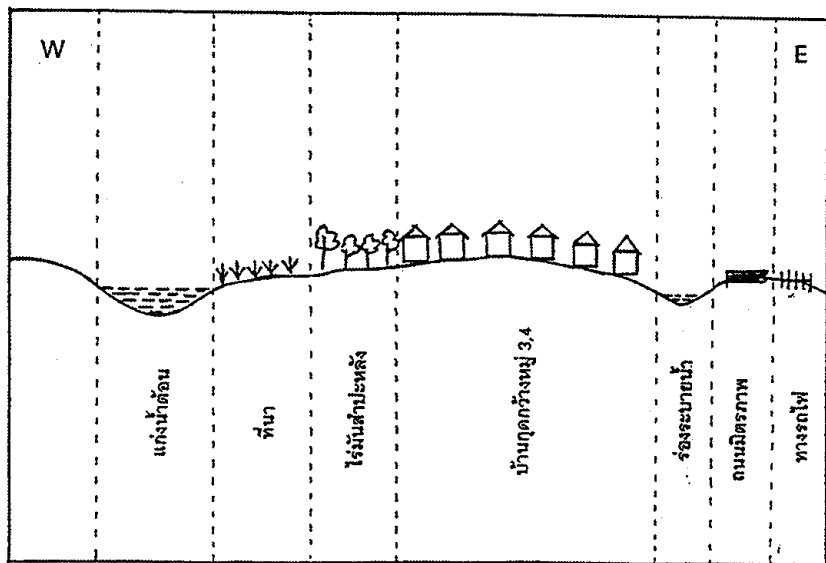 W
E
แก่งน้ำต้อน
ที่นา
ไร่มันสำปะหลัง
บ้านกุดกว้างหมู่ 3,4
ร่องระบายน้ำ
ถนนมิตรภาพ
ทางรถไฟ